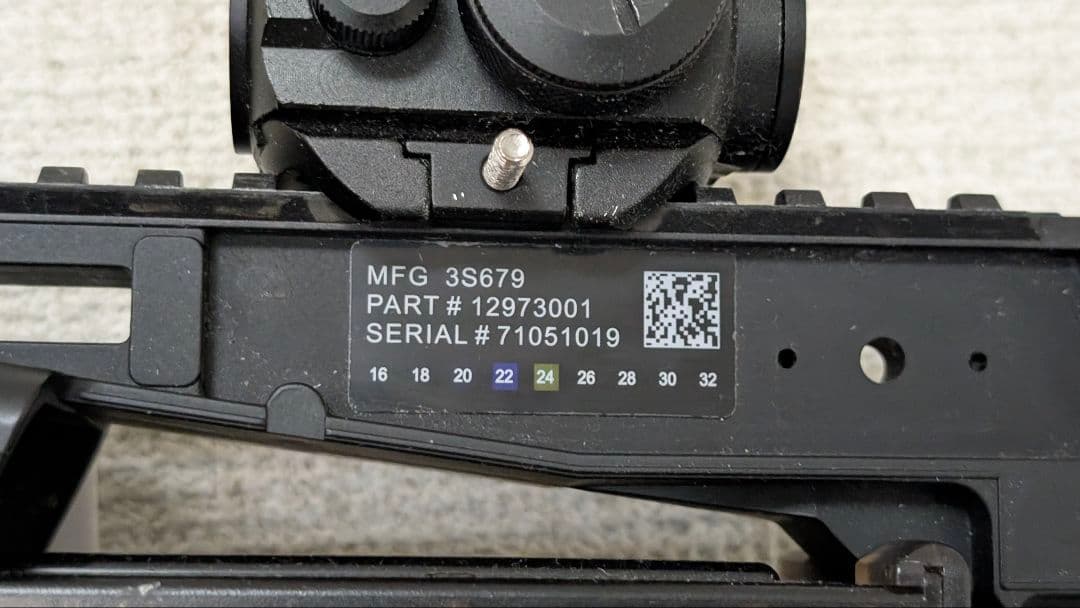 MFG 3S679
PART # 12973001
SERIAL # 71051019
16 18 20 22 24 26 28 30 32